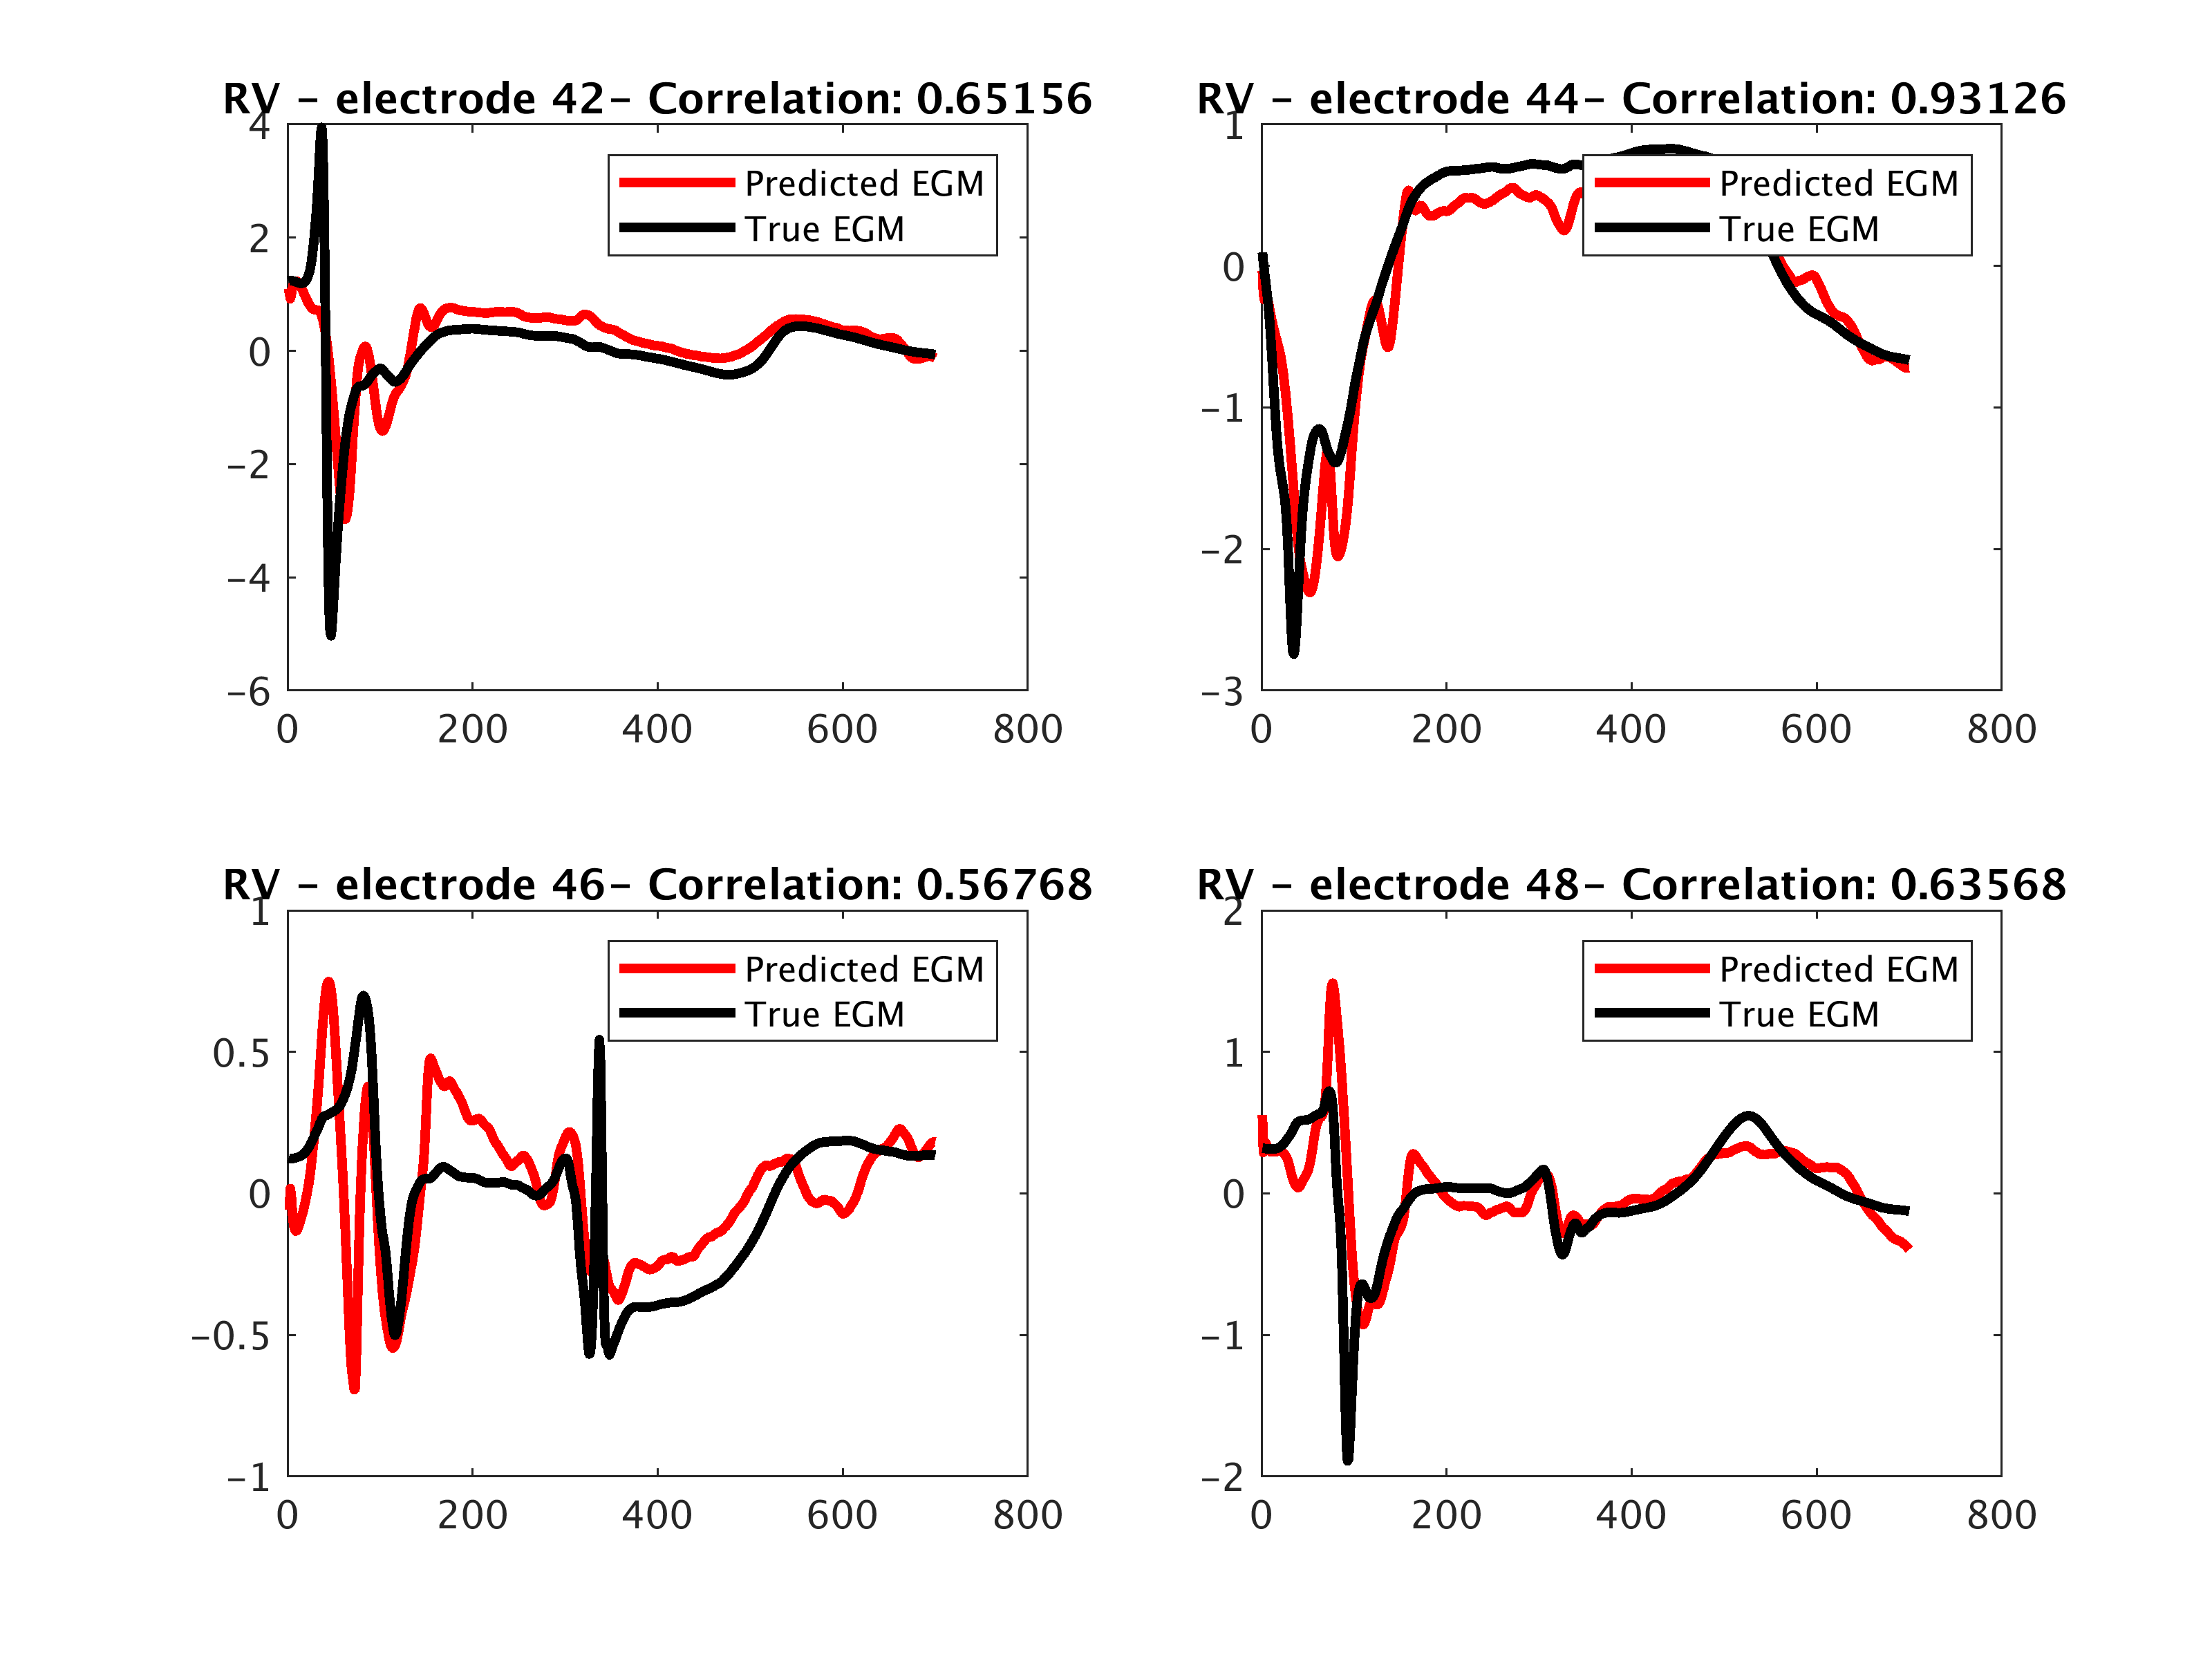 RV – electrode 42– Correlation: 0.65156
4
2
0
−2
−4
−6
0 200 400 600 800
Predicted EGM
True EGM
RV – electrode 44– Correlation: 0.93126
1
0
−1
−2
−3
0 200 400 600 800
Predicted EGM
True EGM
RV – electrode 46– Correlation: 0.56768
1
0.5
0
−0.5
−1
0 200 400 600 800
Predicted EGM
True EGM
RV – electrode 48– Correlation: 0.63568
2
1
0
−1
−2
0 200 400 600 800
Predicted EGM
True EGM